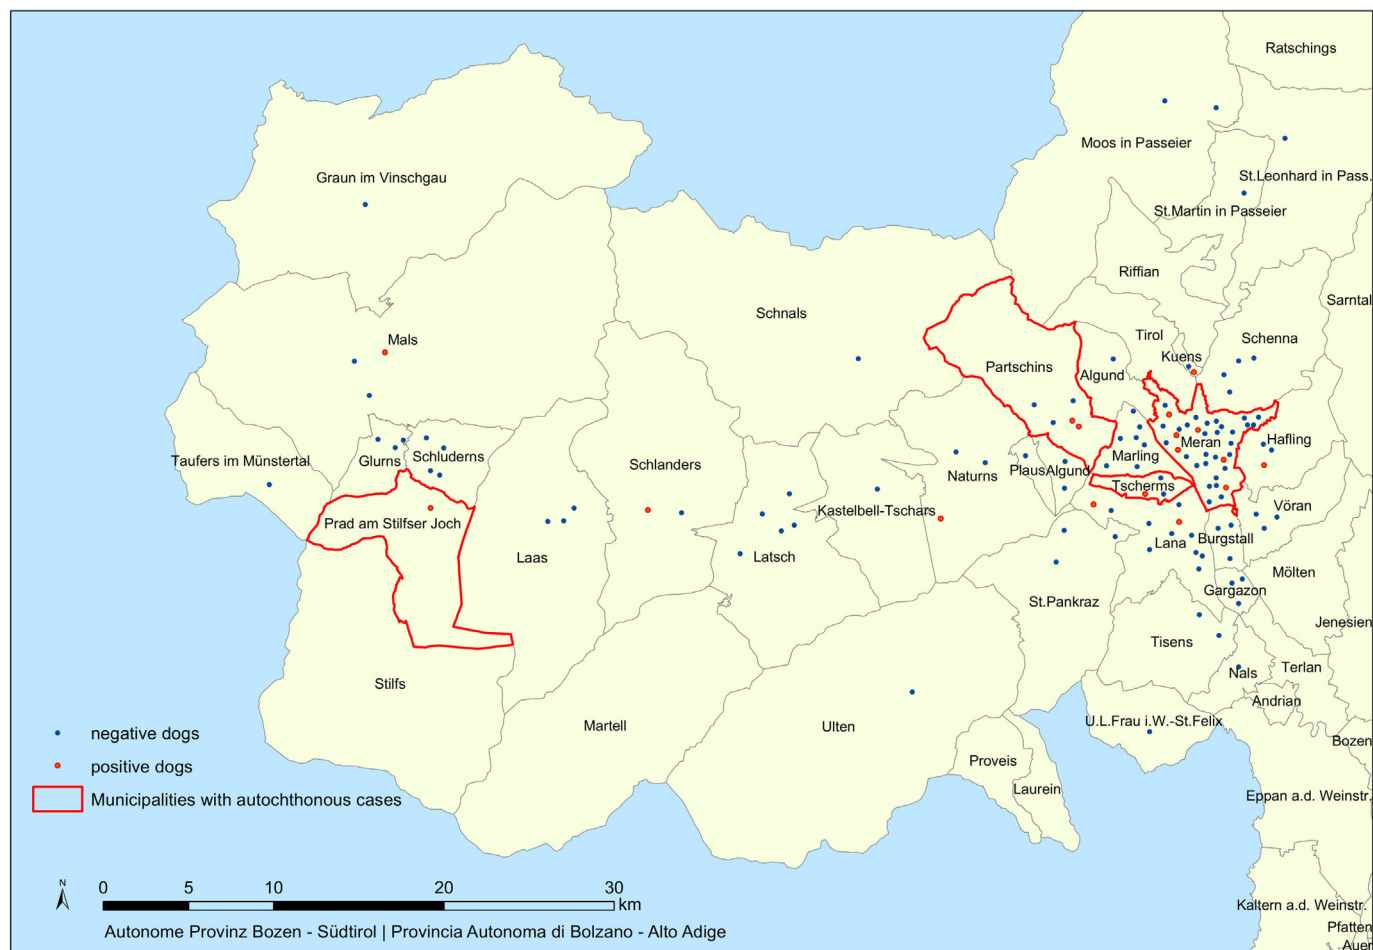 Ratschings
Moos in Passeier
St.Leonhard in Pass.
Graun im Vinschgau
St.Martin in Passeier
Riffian
Sarntal
Schnals
Mals
Tirol
Schenna
Kuens
Partschins
Algund
Taufers im Münstertal
Glurns
Schluderns
Schlanders
Meran
Hafling
Marling
Naturns
Plaus
Algund
Tscherms
Prad am Stilfser Joch
Kastelbell-Tschars
Vöran
Laas
Latsch
Lana
Burgstall
Mölten
St.Pankraz
Gargazon
Jenesien
Tisens
Terlan
Nals
Stilfs
Andrian
Martell
Ulten
U.L.Frau i.W.-St.Felix
Bozen
Proveis
Laurein
Eppan a.d. Weinstr.
Kaltern a.d. Weinstr.
Pfatten
Auer
negative dogs
positive dogs
Municipalities with autochthonous cases
N
0 5 10 20 30
km
Autonome Provinz Bozen - Südtirol | Provincia Autonoma di Bolzano - Alto Adige